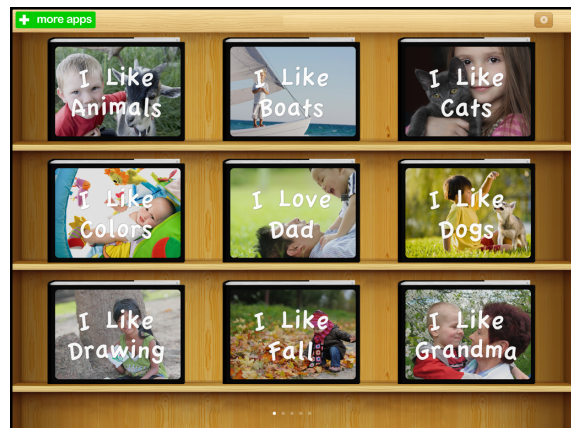 more apps
I Like
Animals
I Like
Boats
I Like
Cats
I Like
Colors
I Love
Dad
I Like
Dogs
I Like
Drawing
I Like
Fall
I Like
Grandma